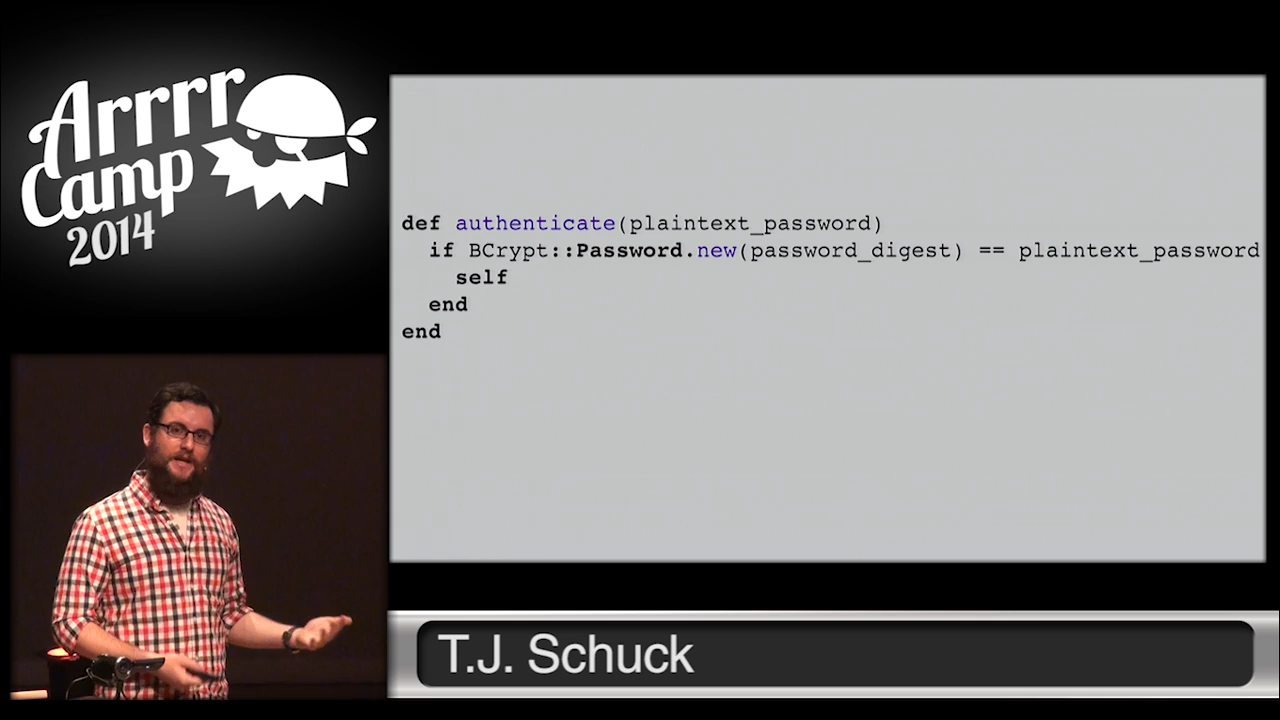 Arrrr
Camp
2014
def authenticate(plaintext_password)
  if BCrypt::Password.new(password_digest) == plaintext_password
    self
  end
end
T.J. Schuck